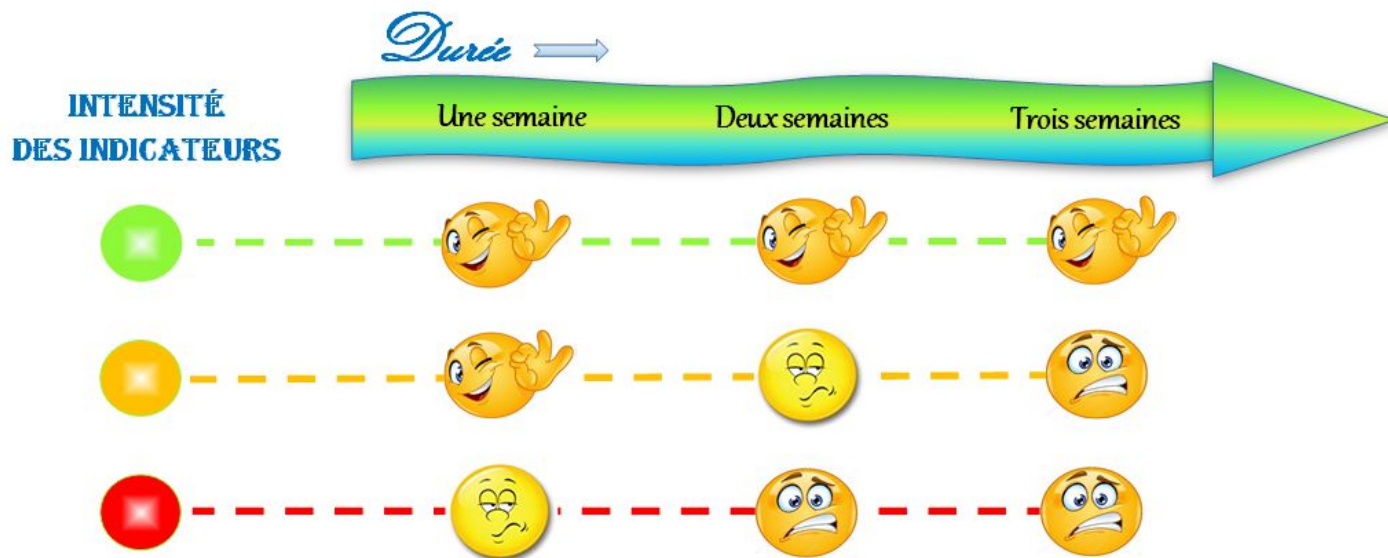 Durée
INTENSITÉ
DES INDICATEURS
Une semaine
Deux semaines
Trois semaines